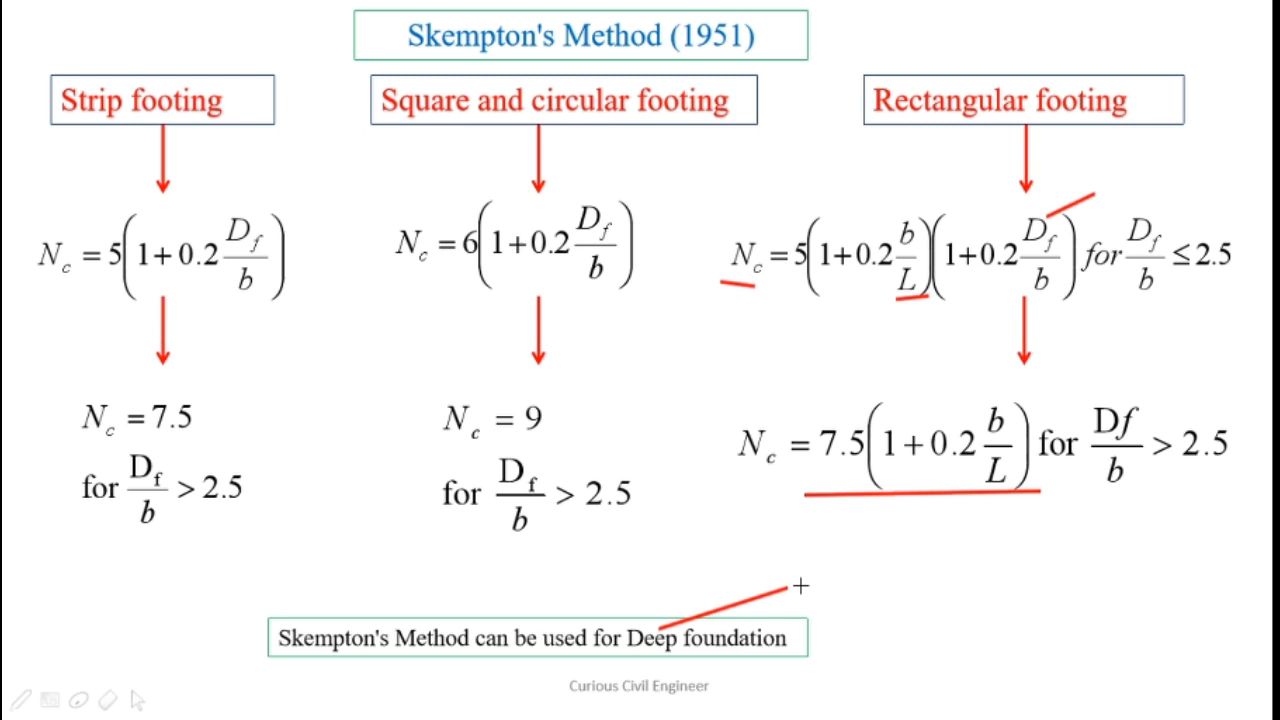 Skempton's Method (1951)
Strip footing
Square and circular footing
Rectangular footing
N_c = 5(1+0.2 D_f/b)
N_c = 6(1+0.2 D_f/b)
N_c = 5(1+0.2 b/L)(1+0.2 D_f/b) for D_f/b ≤ 2.5
N_c = 7.5
for D_f/b > 2.5
N_c = 9
for D_f/b > 2.5
N_c = 7.5(1+0.2 b/L) for Df/b > 2.5
Skempton's Method can be used for Deep foundation
Curious Civil Engineer